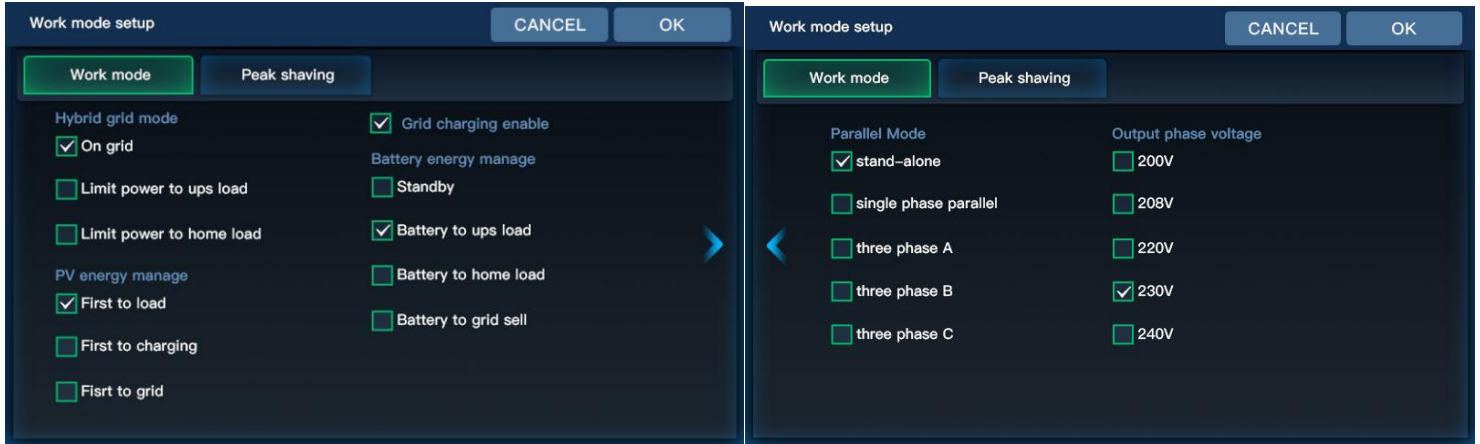 Work mode setup
CANCEL
OK
Work mode
Peak shaving
Hybrid grid mode
On grid
Limit power to ups load
Limit power to home load
PV energy manage
First to load
First to charging
Fisrt to grid
Grid charging enable
Battery energy manage
Standby
Battery to ups load
Battery to home load
Battery to grid sell
Work mode setup
CANCEL
OK
Work mode
Peak shaving
Parallel Mode
stand-alone
single phase parallel
three phase A
three phase B
three phase C
Output phase voltage
200V
208V
220V
230V
240V